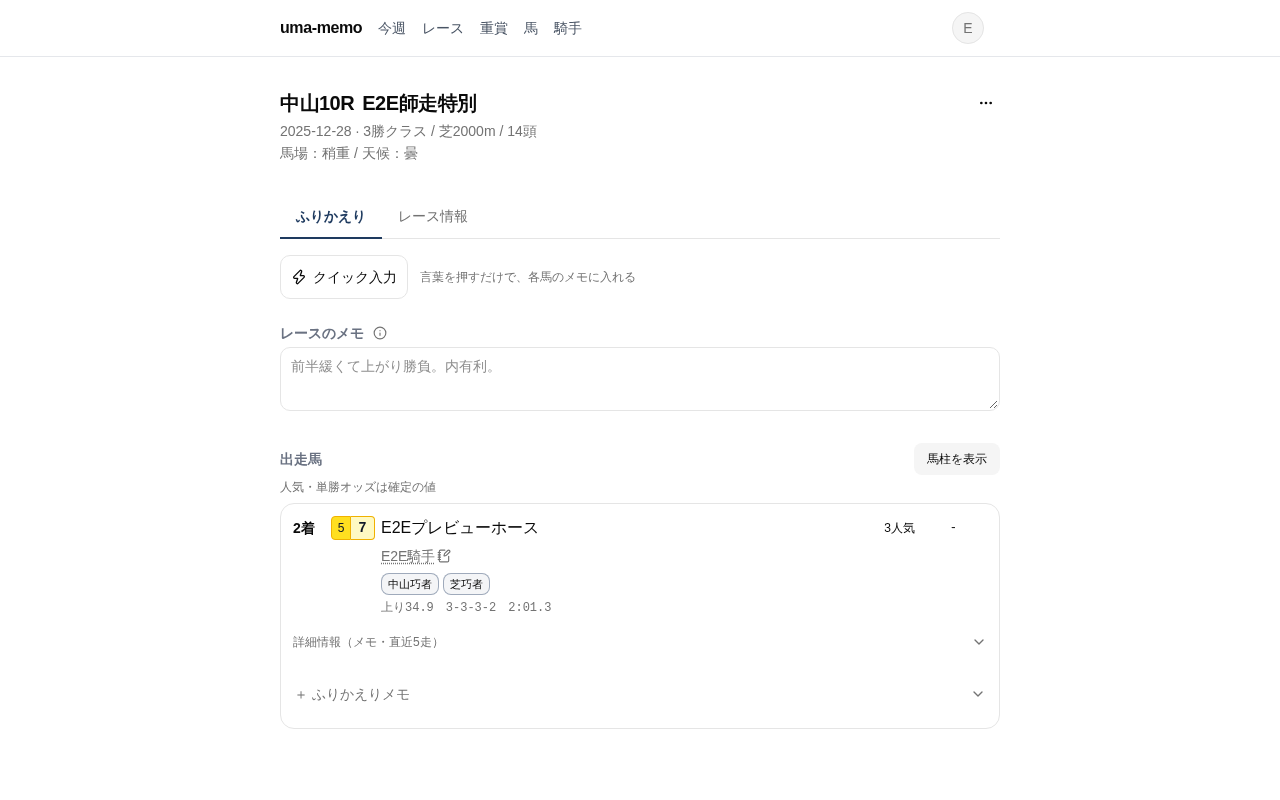 uma-memo 今週 レース 重賞 馬 騎手 E
中山10R E2E師走特別
2025-12-28 · 3勝クラス / 芝2000m / 14頭
馬場：稍重 / 天候：曇
ふりかえり レース情報
クイック入力 言葉を押すだけで、各馬のメモに入れる
レースのメモ
前半緩くて上がり勝負。内有利。
出走馬 馬柱を表示
人気・単勝オッズは確定の値
2着 5 7 E2Eプレビューホース 3人気 -
E2E騎手
中山巧者 芝巧者
上り34.9 3-3-3-2 2:01.3
詳細情報（メモ・直近5走）
＋ ふりかえりメモ